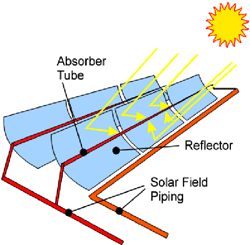 Absorber
Tube
Reflector
Solar Field
Piping